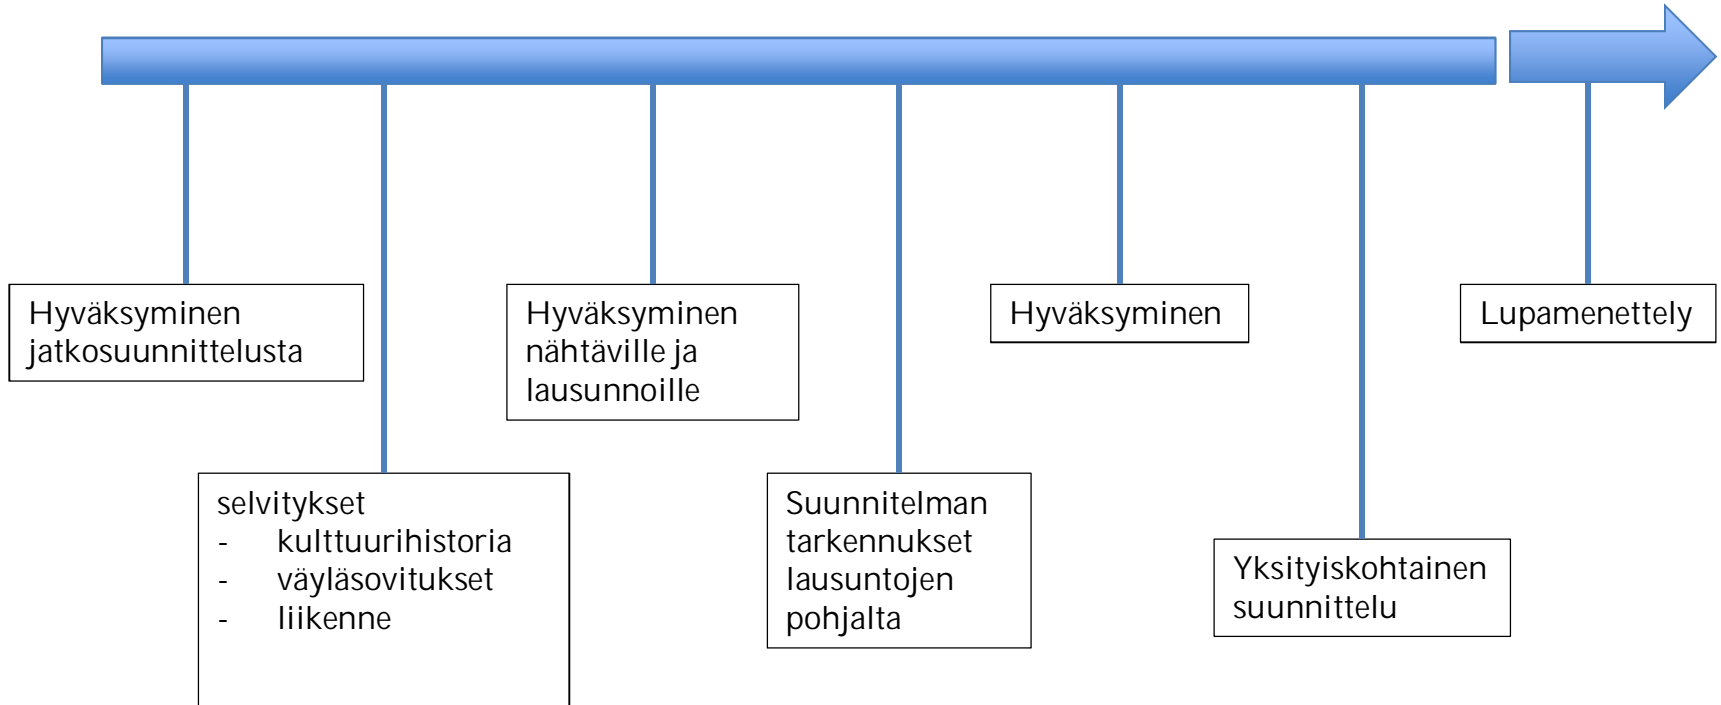 Hyväksyminen
jatkosuunnittelusta
selvitykset
- kulttuurihistoria
- väyläsovitukset
- liikenne
Hyväksyminen
nähtäville ja
lausunnoille
Suunnitelman
tarkennukset
lausuntojen
pohjalta
Hyväksyminen
Yksityiskohtainen
suunnittelu
Lupamenettely